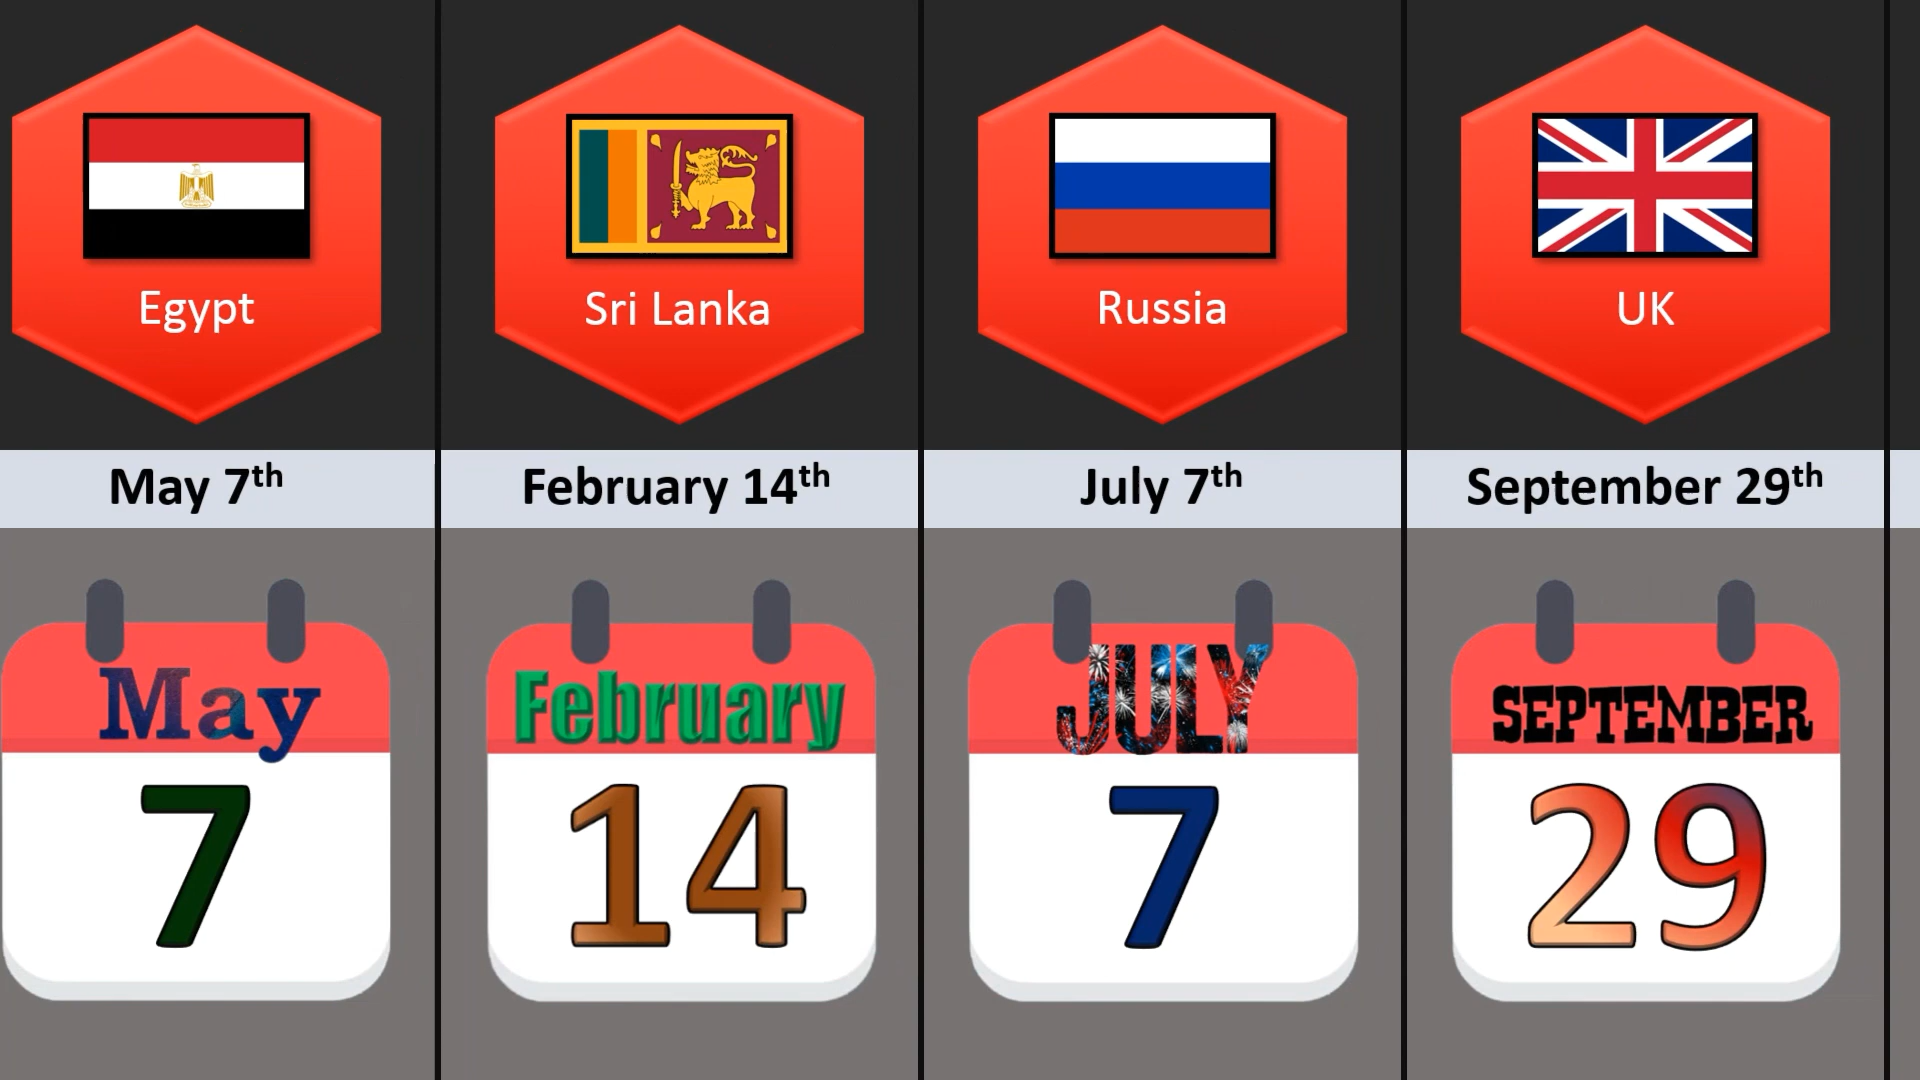 Egypt
Sri Lanka
Russia
UK
May 7th
February 14th
July 7th
September 29th
May
February
JULY
SEPTEMBER
7
14
7
29